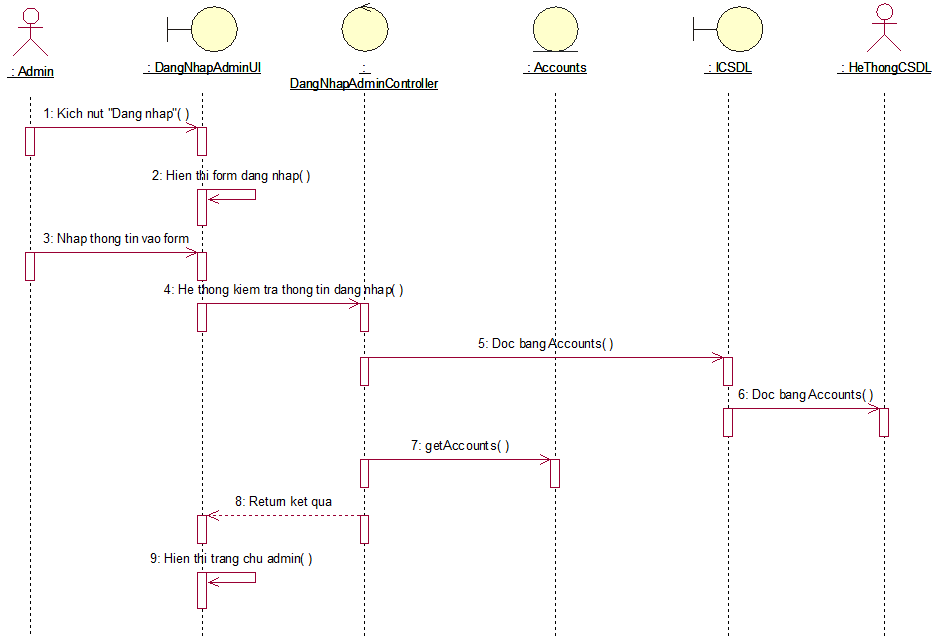 : Admin
: DangNhapAdminUI
:
DangNhapAdminController
: Accounts
: ICSDL
: HeThongCSDL
1: Kich nut "Dang nhap"( )
2: Hien thi form dang nhap( )
3: Nhap thong tin vao form
4: He thong kiem tra thong tin dang nhap( )
5: Doc bang Accounts( )
6: Doc bang Accounts( )
7: getAccounts( )
8: Return ket qua
9: Hien thi trang chu admin( )